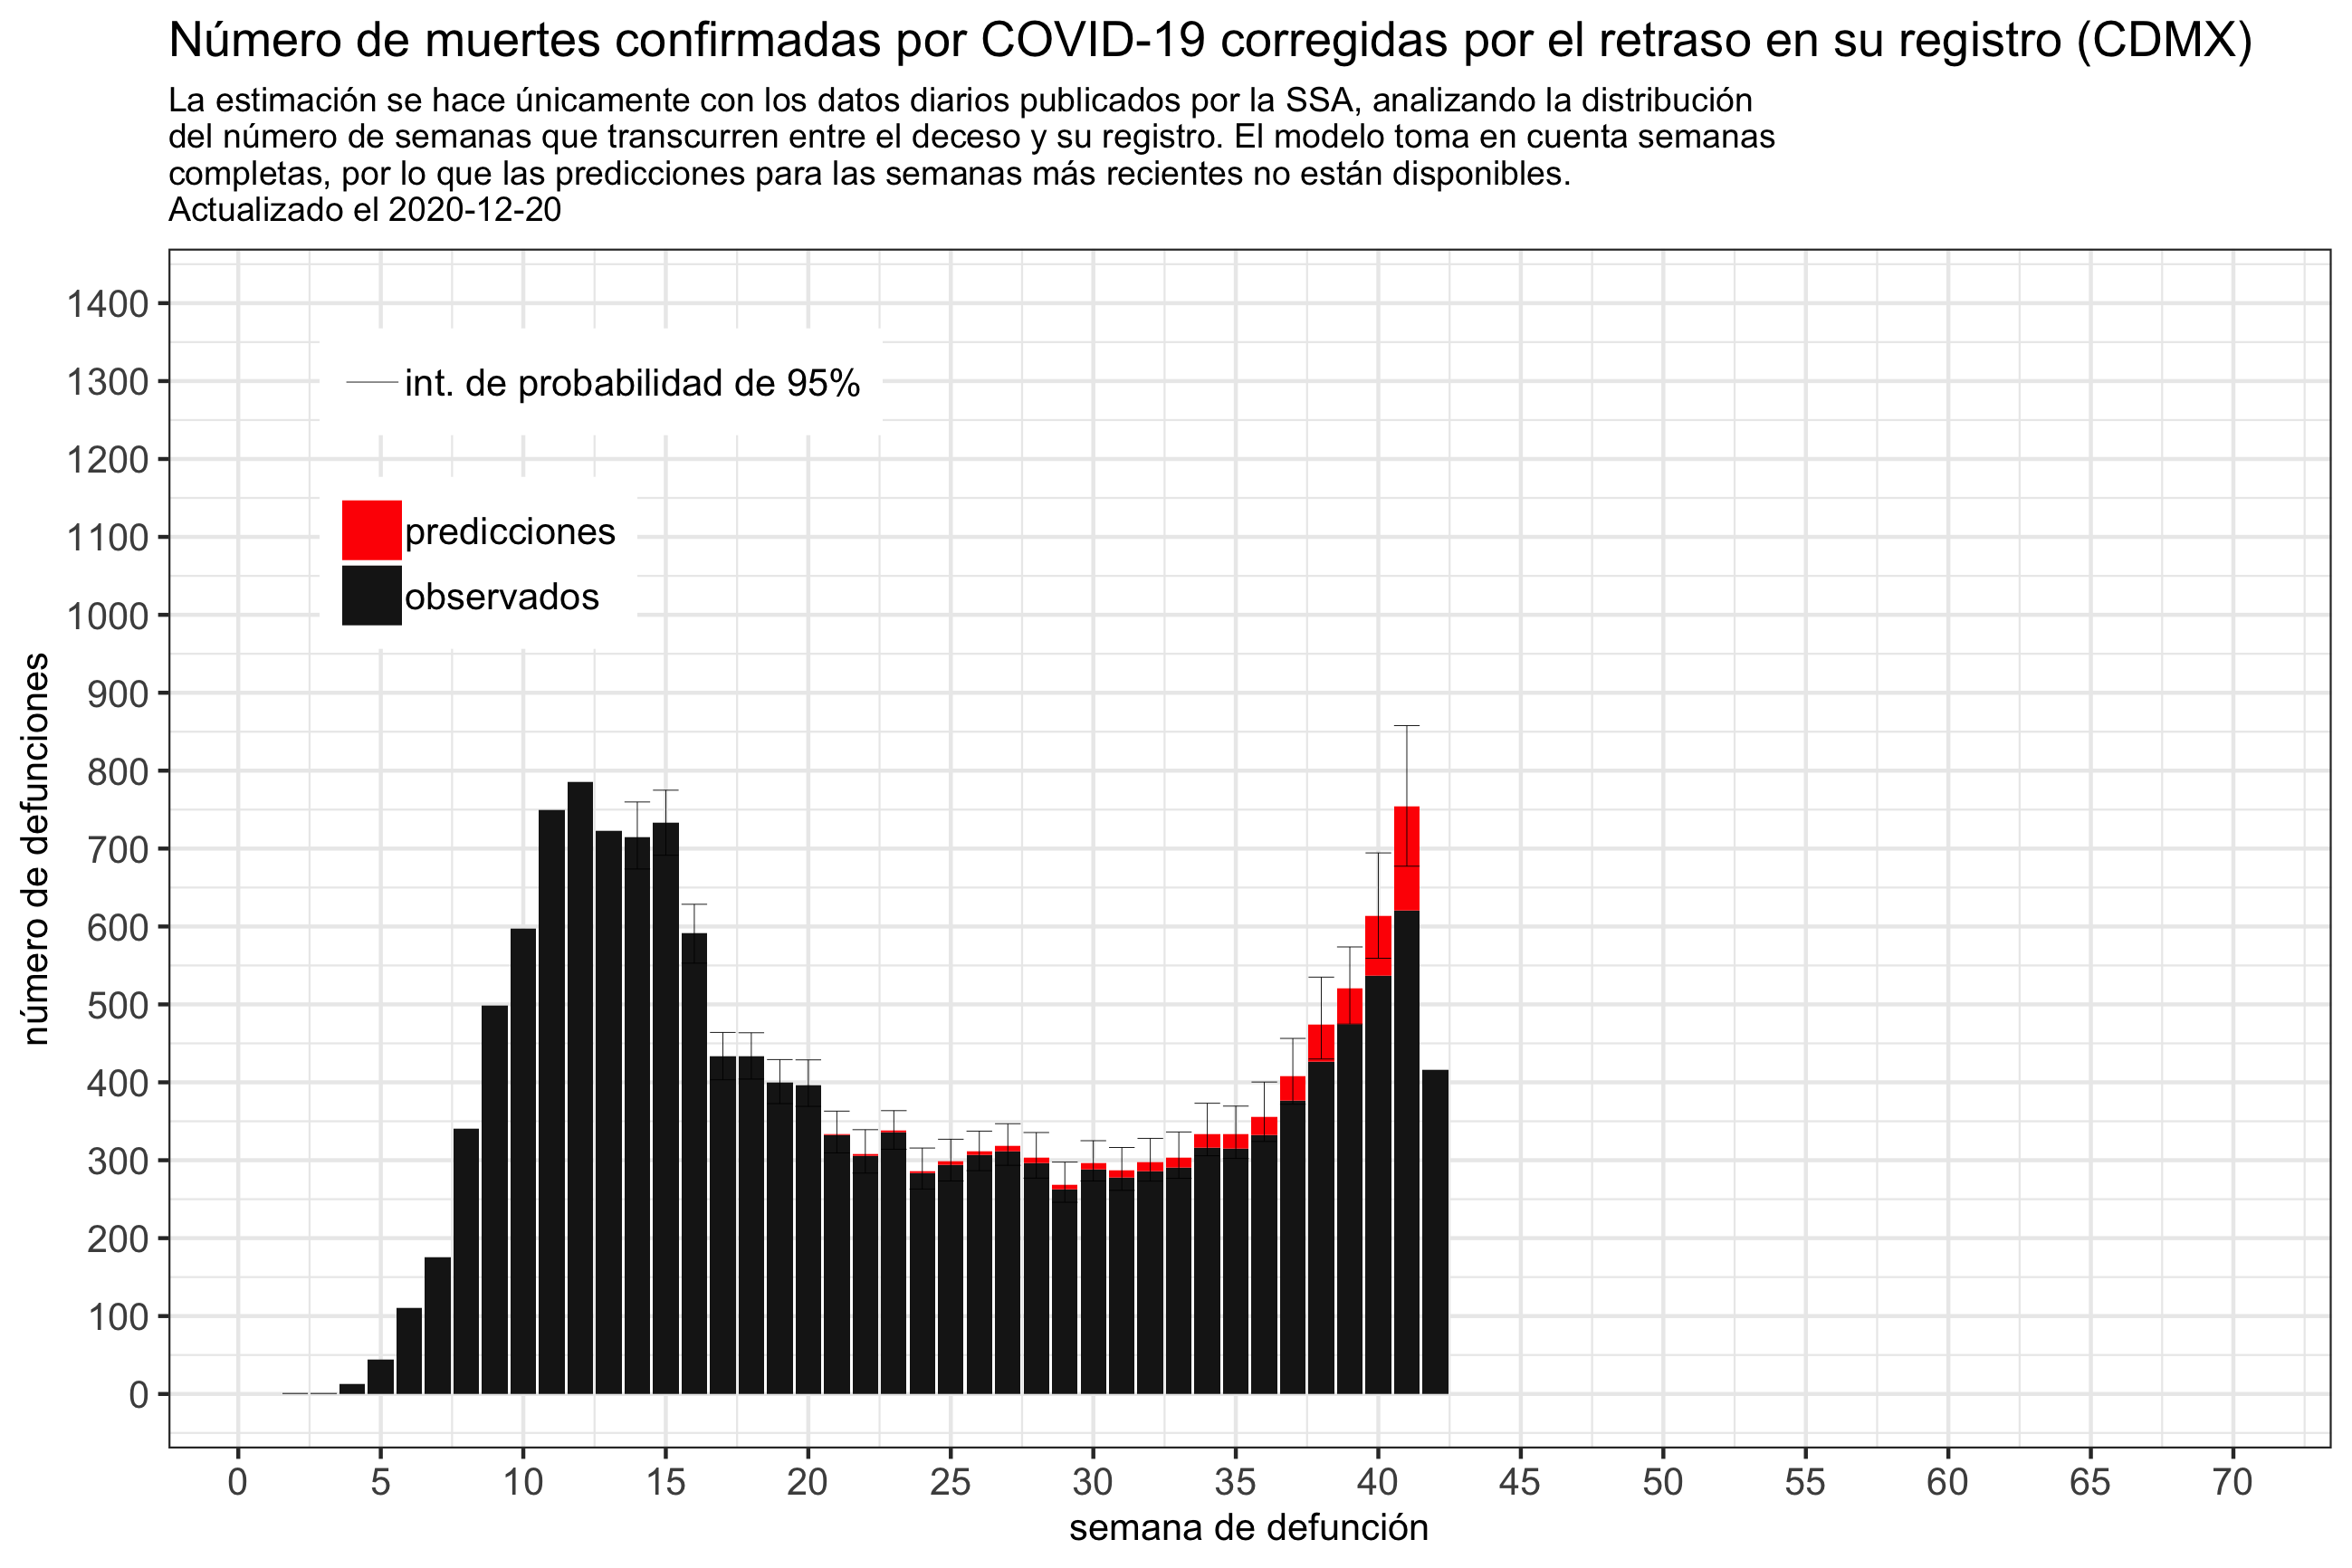 Número de muertes confirmadas por COVID-19 corregidas por el retraso en su registro (CDMX)
La estimación se hace únicamente con los datos diarios publicados por la SSA, analizando la distribución
del número de semanas que transcurren entre el deceso y su registro. El modelo toma en cuenta semanas
completas, por lo que las predicciones para las semanas más recientes no están disponibles.
Actualizado el 2020-12-20
1400
1300
1200
1100
1000
900
800
700
600
500
400
300
200
100
0
número de defunciones
int. de probabilidad de 95%
predicciones
observados
0 5 10 15 20 25 30 35 40 45 50 55 60 65 70
semana de defunción